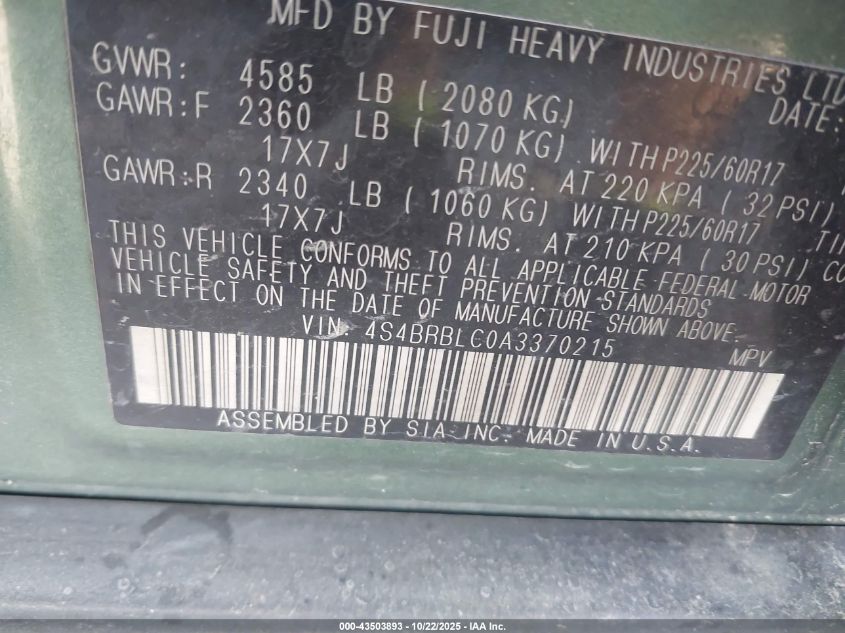 MFD BY FUJI HEAVY INDUSTRIES LTD
DATE:
GVWR: 4585 LB (2080 KG)
GAWR:F 2360 LB (1070 KG) WITH P225/60R17
17X7J RIMS. AT 220 KPA (32 PSI)
GAWR:R 2340 LB (1060 KG) WITH P225/60R17
17X7J RIMS. AT 210 KPA (30 PSI) CO
THIS VEHICLE CONFORMS TO ALL APPLICABLE FEDERAL MOTOR
VEHICLE SAFETY AND THEFT PREVENTION STANDARDS
IN EFFECT ON THE DATE OF MANUFACTURE SHOWN ABOVE.
VIN: 4S4BRBLC0A3370215 MPV
ASSEMBLED BY SIA INC. MADE IN U.S.A.
000-43503893 - 10/22/2025 - IAA Inc.